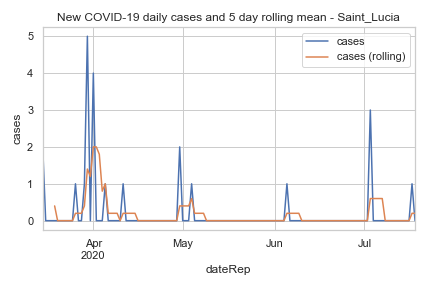 New COVID-19 daily cases and 5 day rolling mean - Saint_Lucia
cases
cases (rolling)
5
4
3
2
1
0
cases
Apr
2020
May
Jun
Jul
dateRep